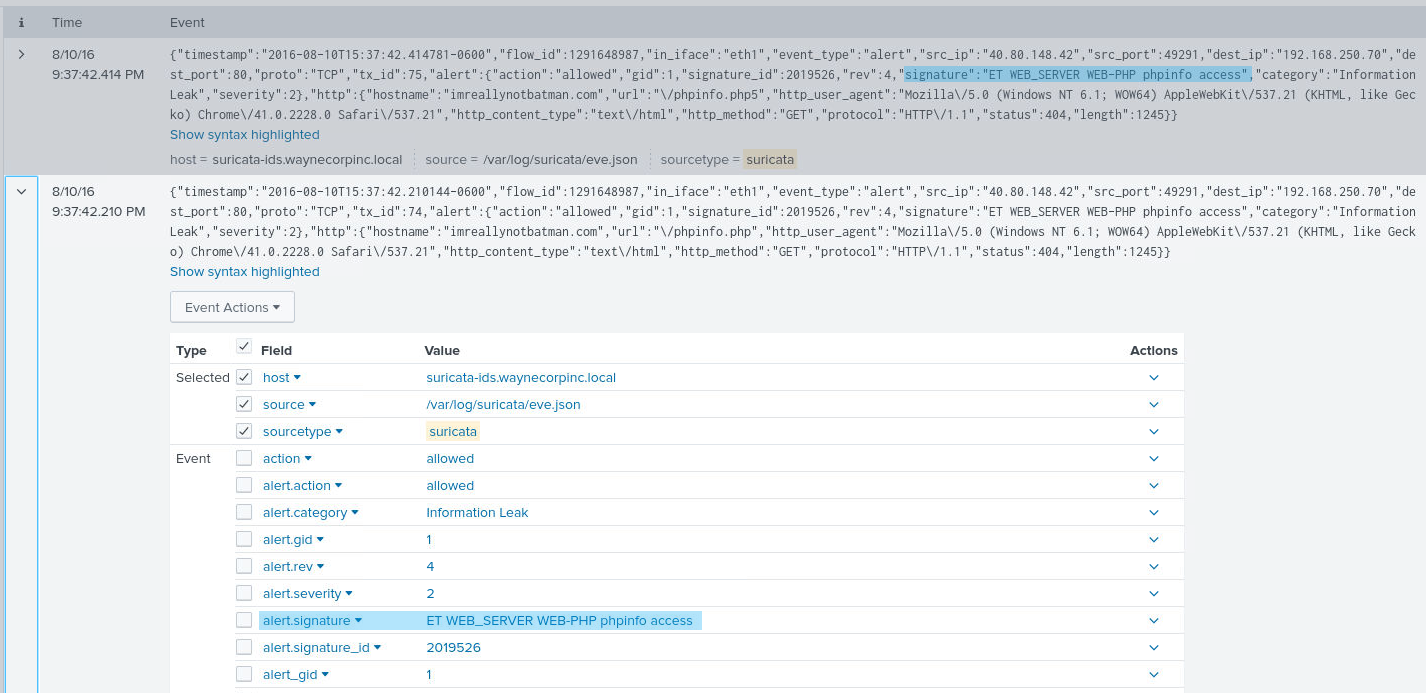 i Time Event
8/10/16 {"timestamp":"2016-08-10T15:37:42.414781-0600","flow_id":1291648987,"in_iface":"eth1","event_type":"alert","src_ip":"40.80.148.42","src_port":49291,"dest_ip":"192.168.250.70","de
9:37:42.414 PM st_port":80,"proto":"TCP","tx_id":75,"alert":{"action":"allowed","gid":1,"signature_id":2019526,"rev":4,"signature":"ET WEB_SERVER WEB-PHP phpinfo access","category":"Information
Leak","severity":2},"http":{"hostname":"imreallynotbatman.com","url":"\/phpinfo.php5","http_user_agent":"Mozilla\/5.0 (Windows NT 6.1; WOW64) AppleWebKit\/537.21 (KHTML, like Gec
ko) Chrome\/41.0.2228.0 Safari\/537.21","http_content_type":"text\/html","http_method":"GET","protocol":"HTTP\/1.1","status":404,"length":1245}}
Show syntax highlighted
host = suricata-ids.waynecorpinc.local source = /var/log/suricata/eve.json sourcetype = suricata
8/10/16 {"timestamp":"2016-08-10T15:37:42.210144-0600","flow_id":1291648987,"in_iface":"eth1","event_type":"alert","src_ip":"40.80.148.42","src_port":49291,"dest_ip":"192.168.250.70","de
9:37:42.210 PM st_port":80,"proto":"TCP","tx_id":74,"alert":{"action":"allowed","gid":1,"signature_id":2019526,"rev":4,"signature":"ET WEB_SERVER WEB-PHP phpinfo access","category":"Information
Leak","severity":2},"http":{"hostname":"imreallynotbatman.com","url":"\/phpinfo.php","http_user_agent":"Mozilla\/5.0 (Windows NT 6.1; WOW64) AppleWebKit\/537.21 (KHTML, like Geck
o) Chrome\/41.0.2228.0 Safari\/537.21","http_content_type":"text\/html","http_method":"GET","protocol":"HTTP\/1.1","status":404,"length":1245}}
Show syntax highlighted
Event Actions
Type Field Value Actions
Selected host suricata-ids.waynecorpinc.local
source /var/log/suricata/eve.json
sourcetype suricata
Event action allowed
alert.action allowed
alert.category Information Leak
alert.gid 1
alert.rev 4
alert.severity 2
alert.signature ET WEB_SERVER WEB-PHP phpinfo access
alert.signature_id 2019526
alert_gid 1